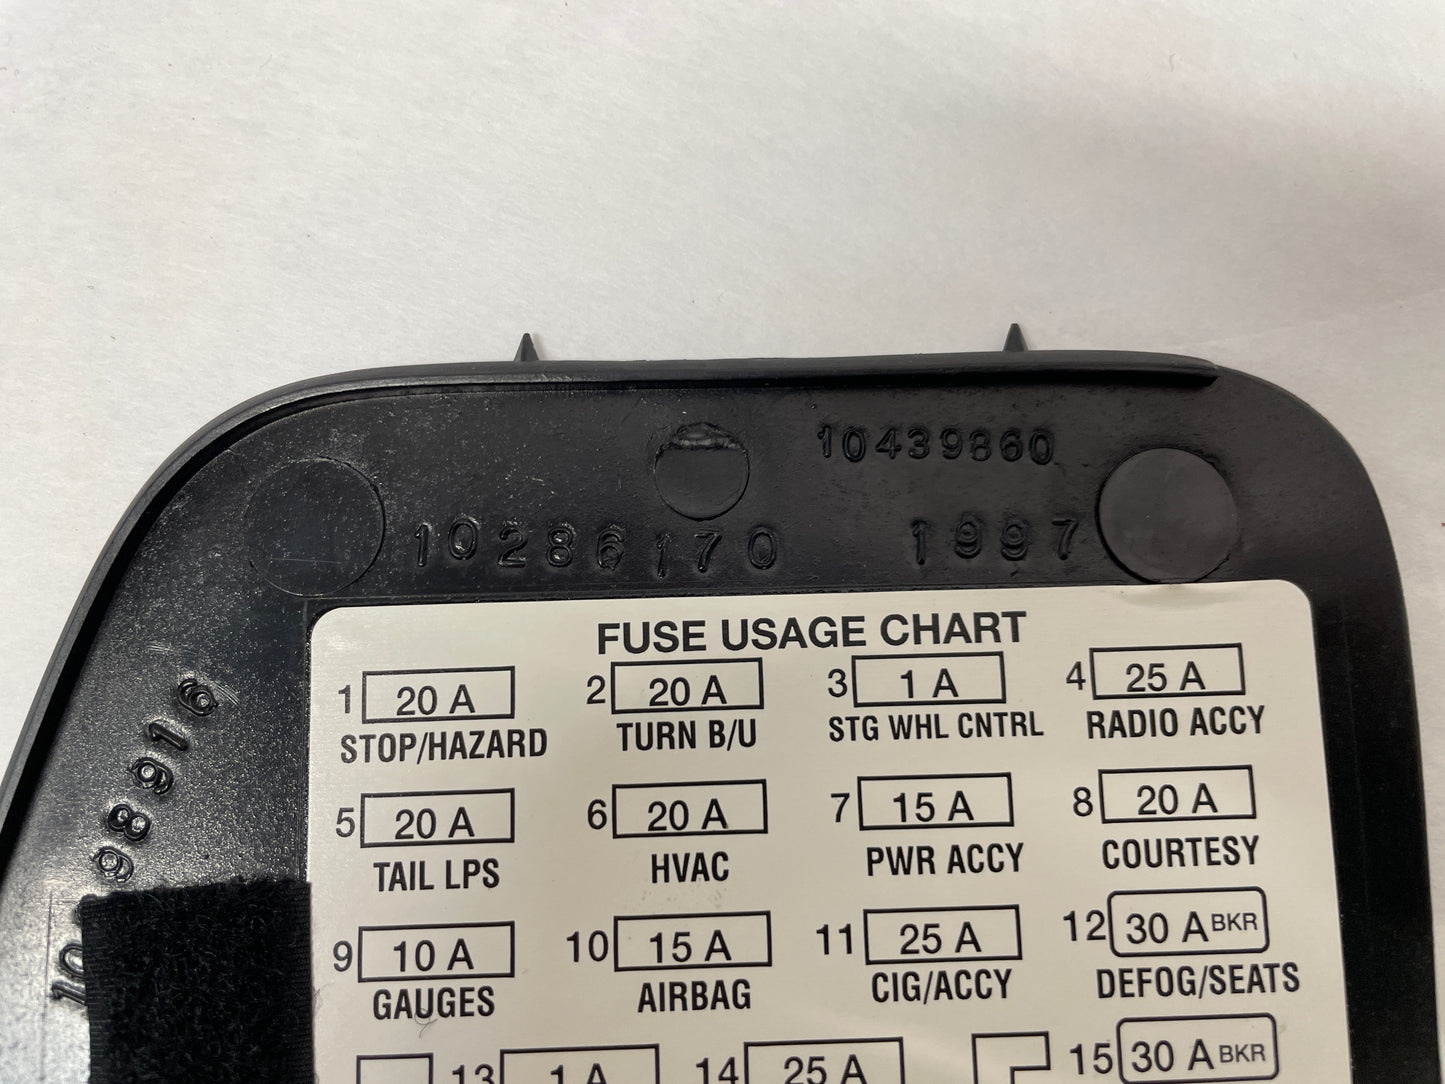 10439860
10286170 1997
FUSE USAGE CHART
1 20 A 2 20 A 3 1 A 4 25 A
STOP/HAZARD TURN B/U STG WHL CNTRL RADIO ACCY
5 20 A 6 20 A 7 15 A 8 20 A
TAIL LPS HVAC PWR ACCY COURTESY
9 10 A 10 15 A 11 25 A 12 30 A BKR
GAUGES AIRBAG CIG/ACCY DEFOG/SEATS
13 1 A 14 25 A 15 30 A BKR